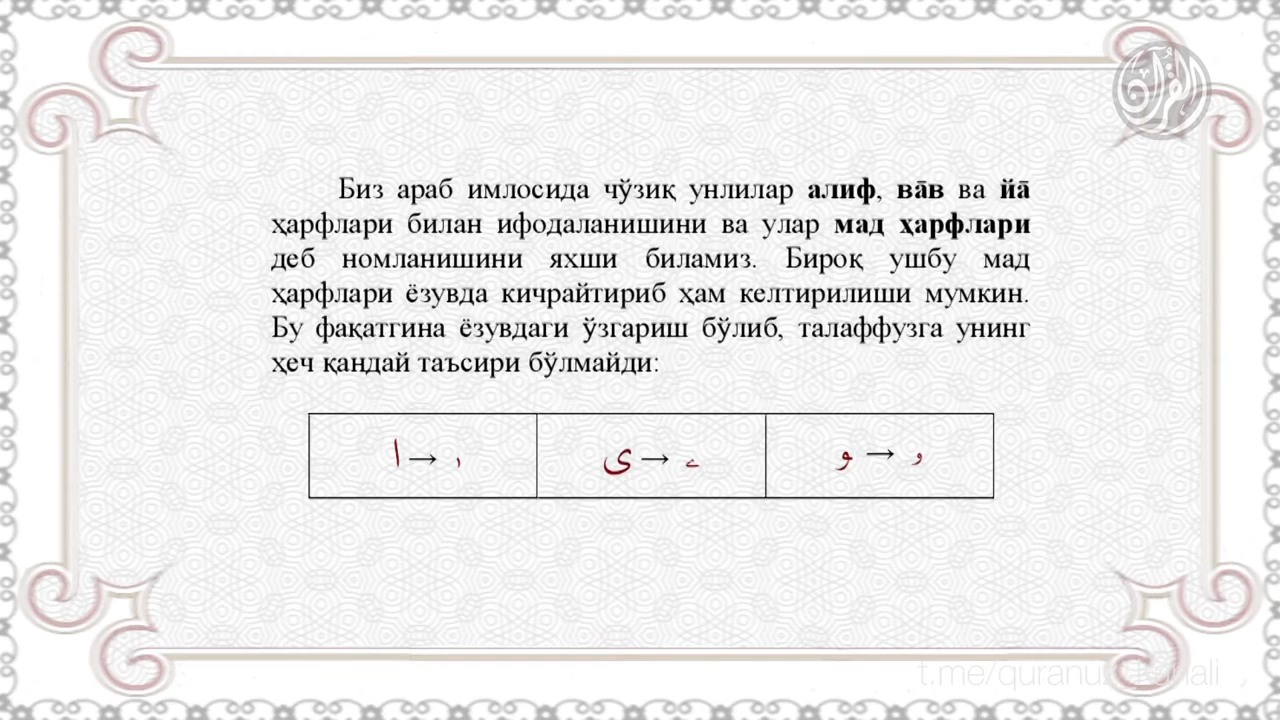 القرآن
Биз араб имлосида чўзиқ унлилар алиф, вāв ва йā
ҳарфлари билан ифодаланишини ва улар мад ҳарфлари
деб номланишини яхши биламиз. Бироқ ушбу мад
ҳарфлари ёзувда кичрайтириб ҳам келтирилиши мумкин.
Бу фақатгина ёзувдаги ўзгариш бўлиб, талаффузга унинг
ҳеч қандай таъсири бўлмайди:
ا → ٰ ى → ے و → ۥ